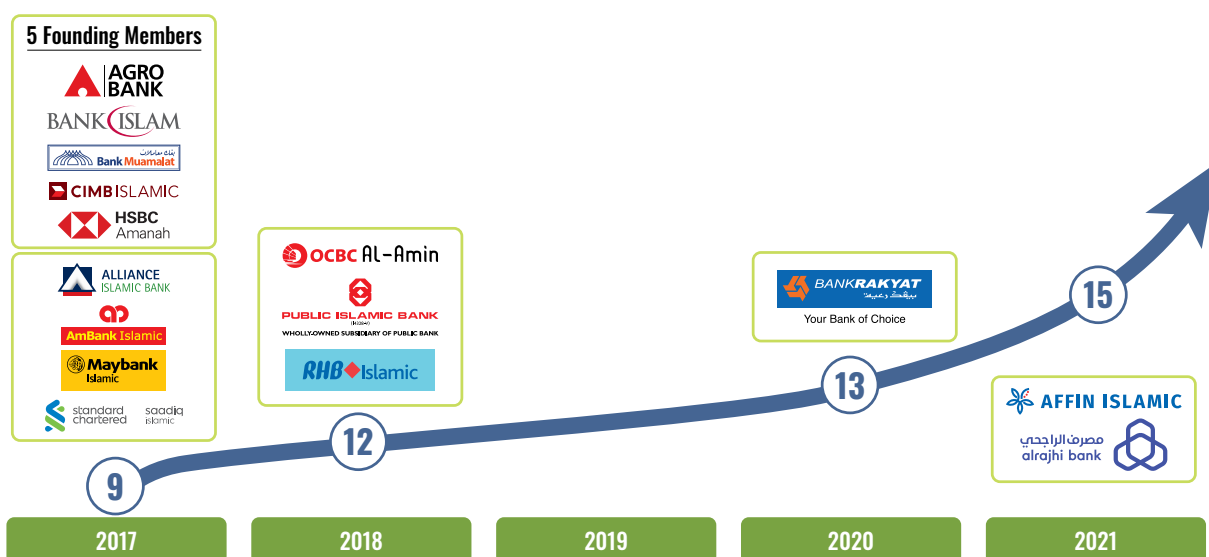 5 Founding Members
AGRO
BANK
BANK ISLAM
بنك معاملات
Bank Muamalat
CIMB ISLAMIC
HSBC
Amanah
ALLIANCE
ISLAMIC BANK
AmBank Islamic
Maybank
Islamic
standard
chartered
saadiq
islamic
9
2017
OCBC Al-Amin
PUBLIC ISLAMIC BANK
WHOLLY-OWNED SUBSIDIARY OF PUBLIC BANK
RHB Islamic
12
2018
2019
BANKRAKYAT
بيڠک رعيت
Your Bank of Choice
13
2020
15
AFFIN ISLAMIC
مصرف الراجحي
alrajhi bank
2021